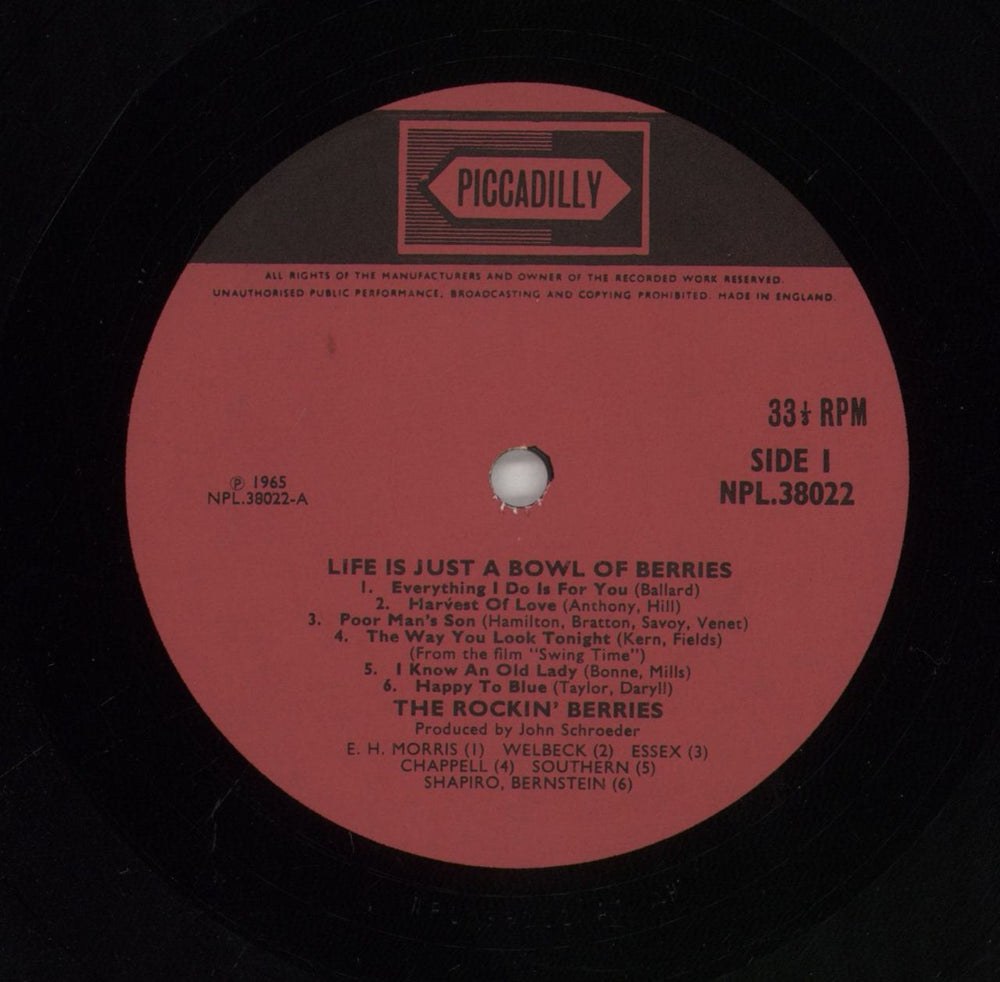 PICCADILLY
ALL RIGHTS OF THE MANUFACTURERS AND OWNER OF THE RECORDED WORK RESERVED.
UNAUTHORISED PUBLIC PERFORMANCE, BROADCASTING AND COPYING PROHIBITED. MADE IN ENGLAND.
33⅓ RPM
SIDE 1
NPL.38022
℗ 1965
NPL.38022-A
LIFE IS JUST A BOWL OF BERRIES
1. Everything I Do Is For You (Ballard)
2. Harvest Of Love (Anthony, Hill)
3. Poor Man's Son (Hamilton, Bratton, Savoy, Venet)
4. The Way You Look Tonight (Kern, Fields)
(From the film "Swing Time")
5. I Know An Old Lady (Bonne, Mills)
6. Happy To Blue (Taylor, Daryll)
THE ROCKIN' BERRIES
Produced by John Schroeder
E. H. MORRIS (1) WELBECK (2) ESSEX (3)
CHAPPELL (4) SOUTHERN (5)
SHAPIRO, BERNSTEIN (6)